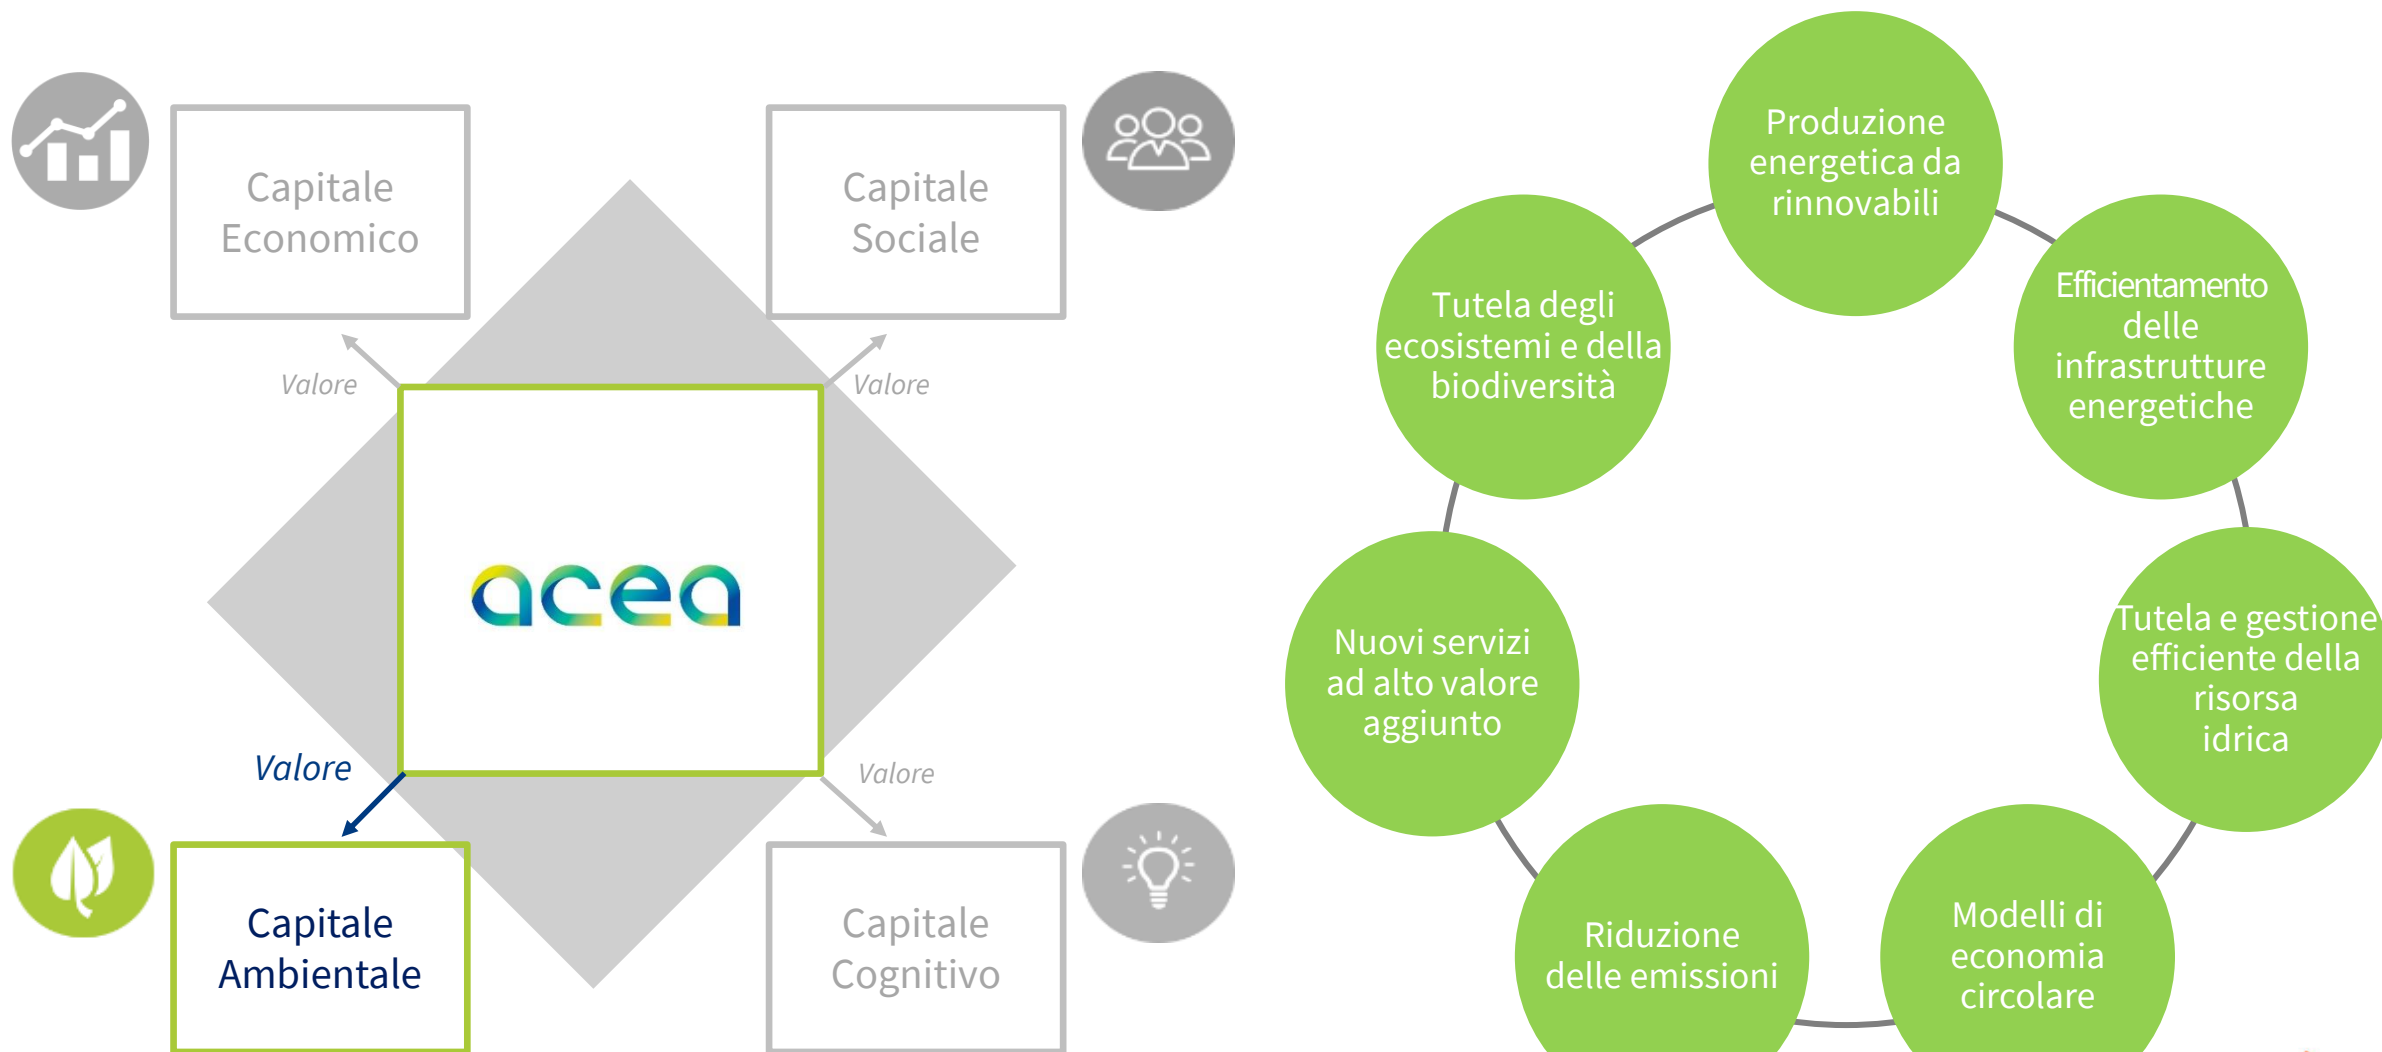 Capitale
Economico
Capitale
Sociale
Valore
Valore
acea
Valore
Valore
Capitale
Ambientale
Capitale
Cognitivo
Produzione
energetica da
rinnovabili
Efficientamento
delle
infrastrutture
energetiche
Tutela e gestione
efficiente della
risorsa
idrica
Modelli di
economia
circolare
Riduzione
delle emissioni
Nuovi servizi
ad alto valore
aggiunto
Tutela degli
ecosistemi e della
biodiversità